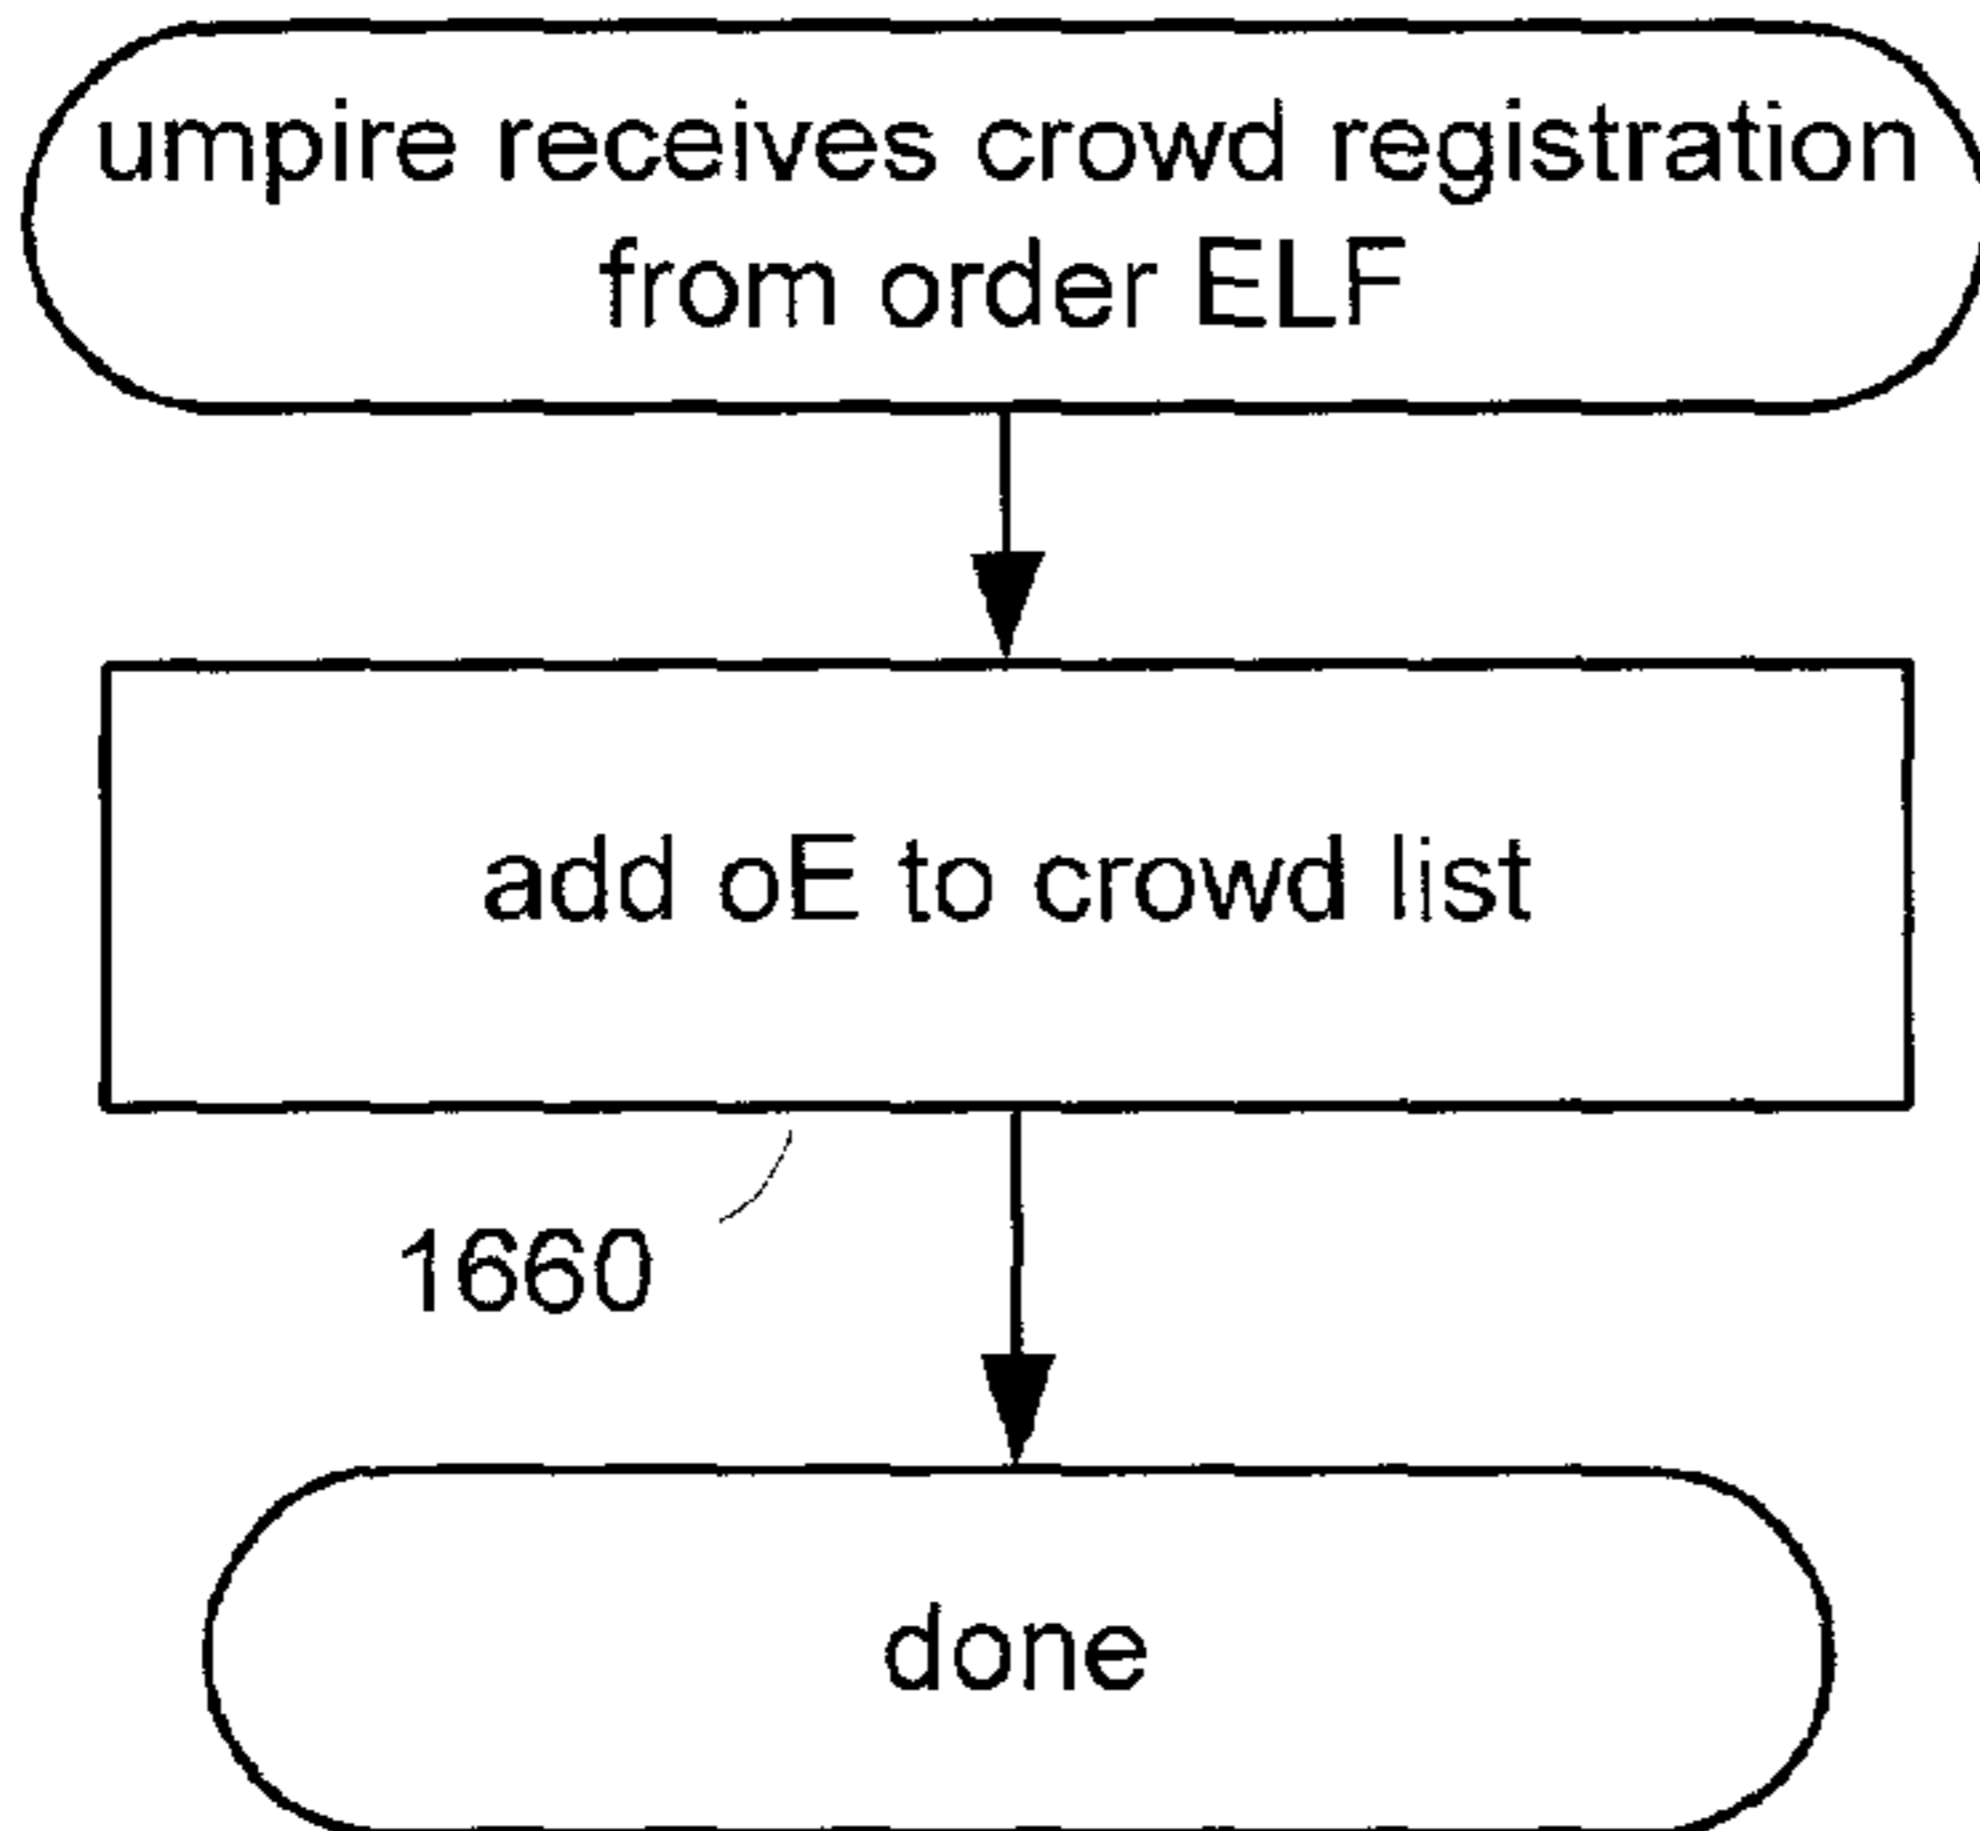 umpire receives crowd registration
from order ELF
add oE to crowd list
1660
done